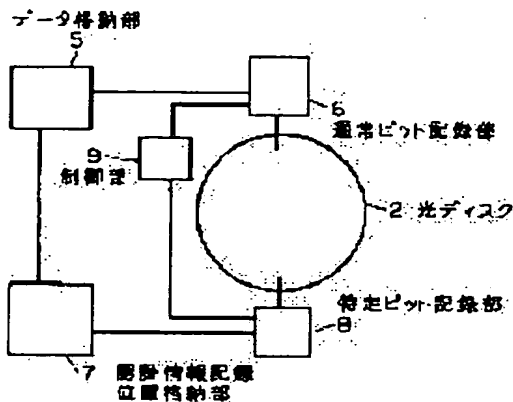 データ格納部
5
6
通常ピット記録部
9
制御部
2 光ディスク
特定ピット記録部
8
7
認証情報記録
位置格納部